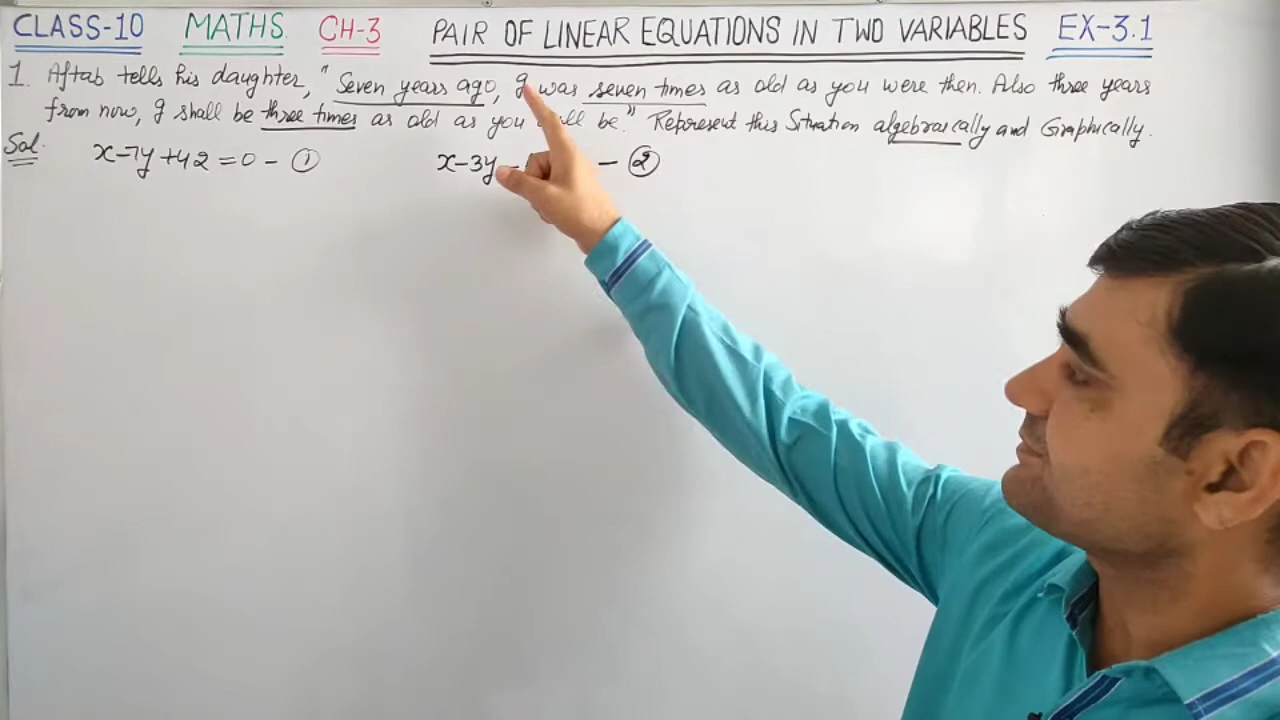 CLASS-10 MATHS CH-3 PAIR OF LINEAR EQUATIONS IN TWO VARIABLES EX-3.1
1. Aftab tells his daughter, "Seven years ago, I was seven times as old as you were then. Also three years
from now, I shall be three times as old as you be." Represent this Situation algebraically and Graphically.
Sol. x-7y+42=0 - ① x-3y - — ②